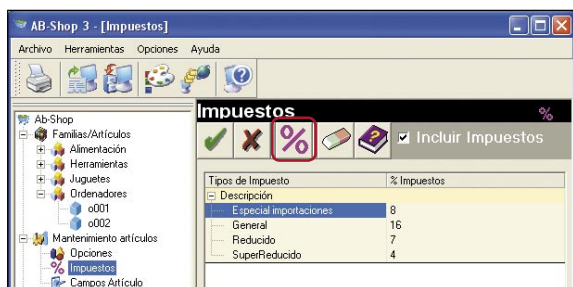 AB-Shop 3 - [Impuestos]
Archivo Herramientas Opciones Ayuda
Ab-Shop
Familias/Artículos
Alimentación
Herramientas
Juguetes
Ordenadores
o001
o002
Mantenimiento artículos
Opciones
% Impuestos
Campos Artículo
Impuestos %
% ? Incluir Impuestos
Tipos de Impuesto % Impuestos
Descripción
Especial importaciones 8
General 16
Reducido 7
SuperReducido 4